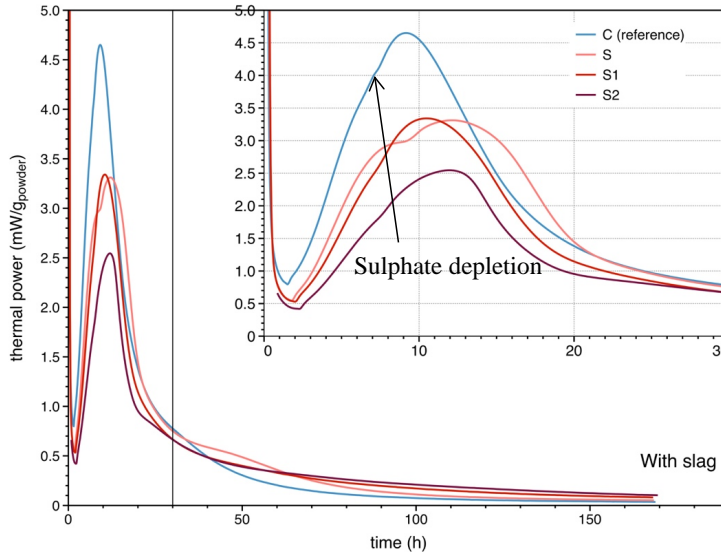 5.0
4.5
4.0
3.5
3.0
2.5
2.0
1.5
1.0
0.5
0
thermal power (mW/gpowder)
5.0
4.5
4.0
3.5
3.0
2.5
2.0
1.5
1.0
0.5
0
C (reference)
S
S1
S2
Sulphate depletion
0 10 20 3
With slag
0 50 100 150
time (h)